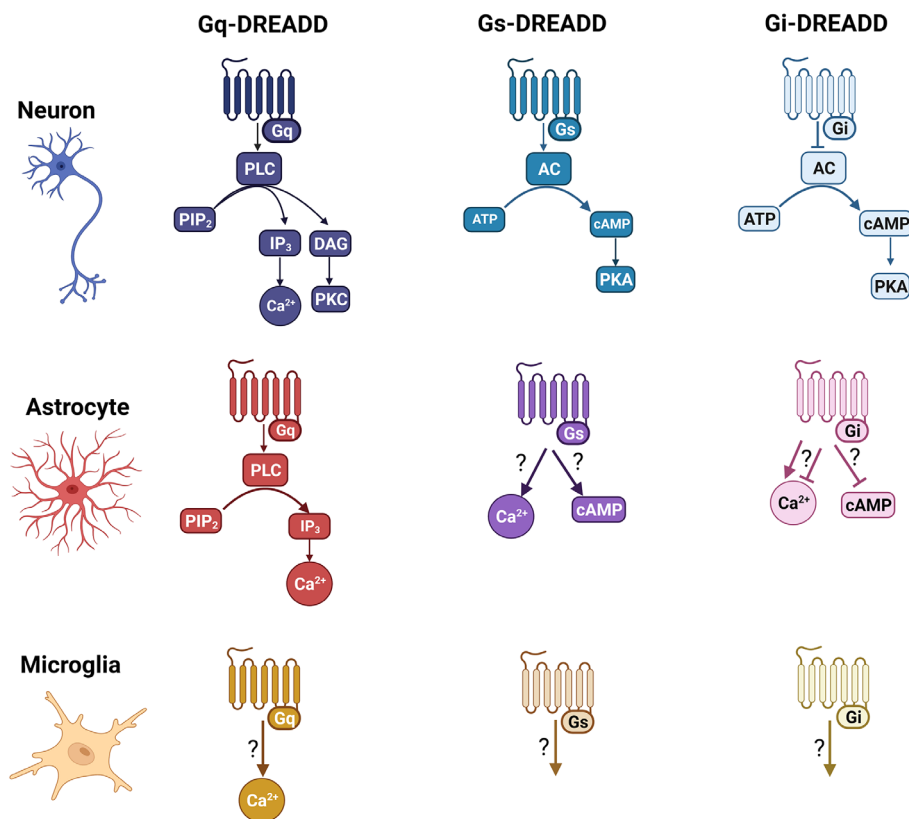 Gq-DREADD Gs-DREADD Gi-DREADD
Neuron
Gq Gs Gi
PLC AC AC
PIP₂ ATP cAMP ATP cAMP
IP₃ DAG
PKA PKA
Ca²⁺ PKC
Astrocyte
Gq Gs Gi
? ? ? ?
PLC
Ca²⁺ cAMP Ca²⁺ cAMP
PIP₂ IP₃
Ca²⁺
Microglia
Gq Gs Gi
? ? ?
Ca²⁺